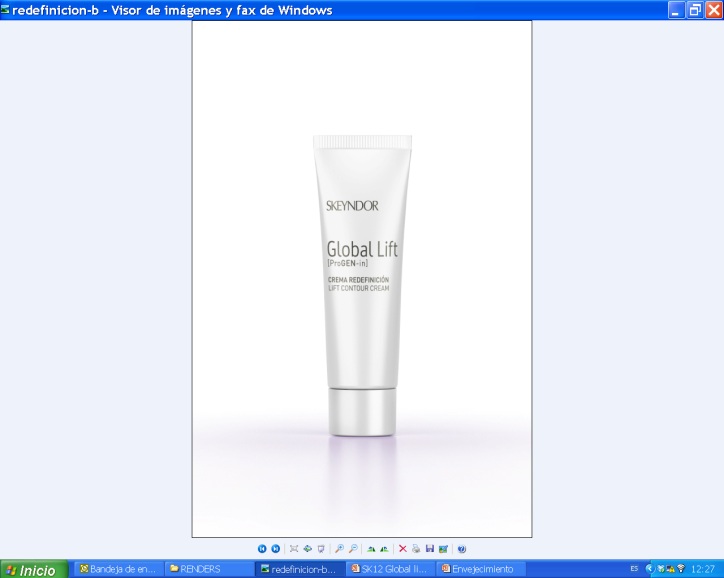 redefinicion-b - Visor de imágenes y fax de Windows
SKEYNDOR
Global Lift
[ProGEN-in]
CREMA REDEFINICIÓN
LIFT CONTOUR CREAM
Inicio
Bandeja de en...
RENDERS
redefinicion-b...
SK12 Global li...
Envejecimiento
ES
12:27